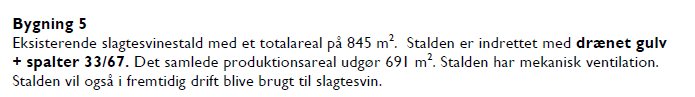 Bygning 5
Eksisterende slagtesvinestald med et totalareal på 845 m². Stalden er indrettet med drænet gulv
+ spalter 33/67. Det samlede produktionsareal udgør 691 m². Stalden har mekanisk ventilation.
Stalden vil også i fremtidig drift blive brugt til slagtesvin.